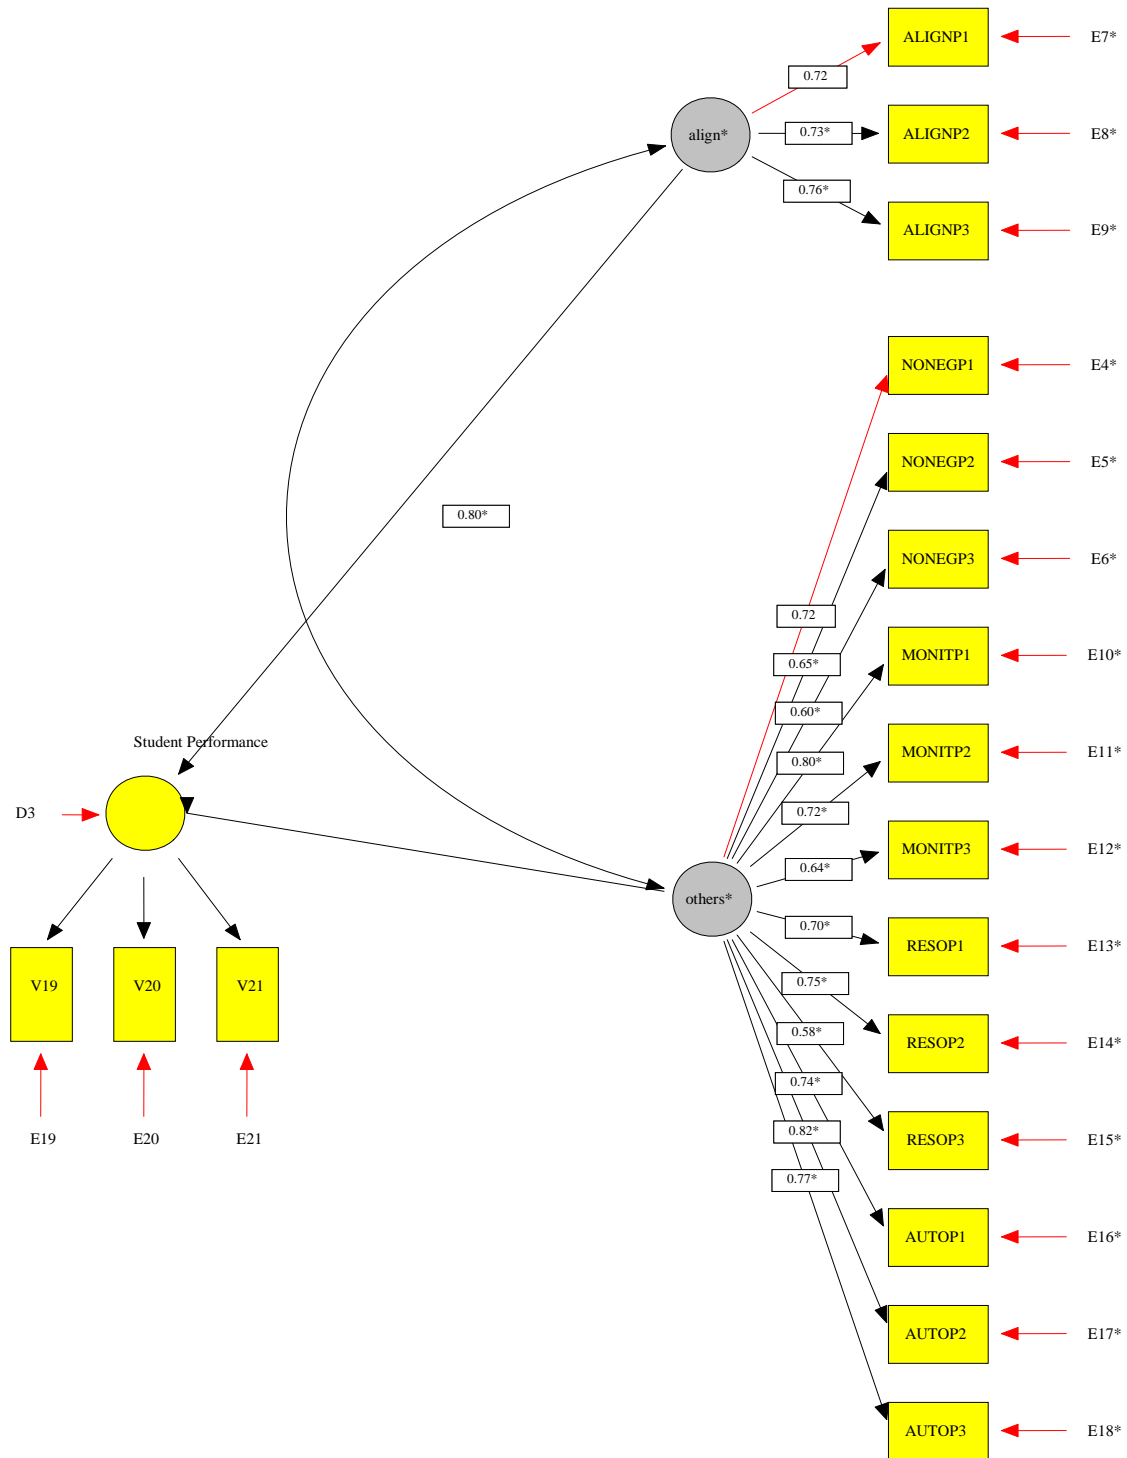 ALIGNP1 E7*
0.72
align* 0.73* ALIGNP2 E8*
0.76*
ALIGNP3 E9*
NONEGP1 E4*
NONEGP2 E5*
0.80*
NONEGP3 E6*
0.72
0.65* MONITP1 E10*
0.60*
Student Performance MONITP2 E11*
0.80*
D3 0.72*
MONITP3 E12*
0.64*
others*
0.70* RESOP1 E13*
V19 V20 V21 0.75*
0.58* RESOP2 E14*
0.74*
E19 E20 E21 0.82* RESOP3 E15*
0.77*
AUTOP1 E16*
AUTOP2 E17*
AUTOP3 E18*